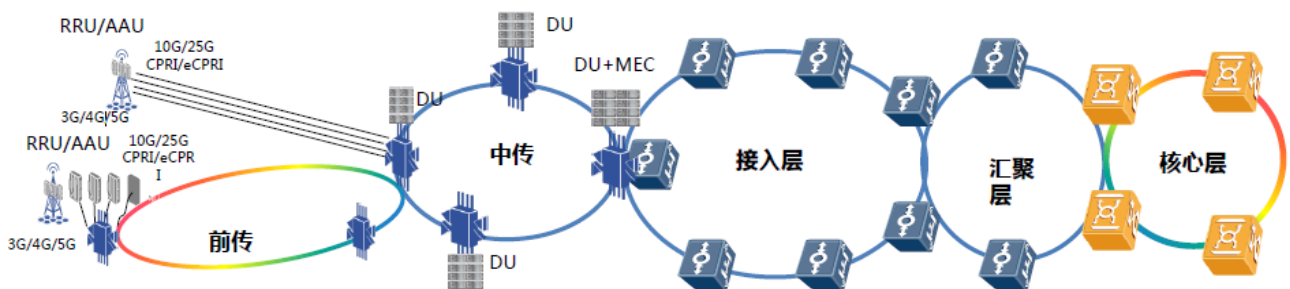 DU
RRU/AAU
10G/25G
CPRI/eCPRI
3G/4G/5G
DU
DU+MEC
RRU/AAU
10G/25G
CPRI/eCPR
I
3G/4G/5G
前传
中传
DU
接入层
汇聚
层
核心层